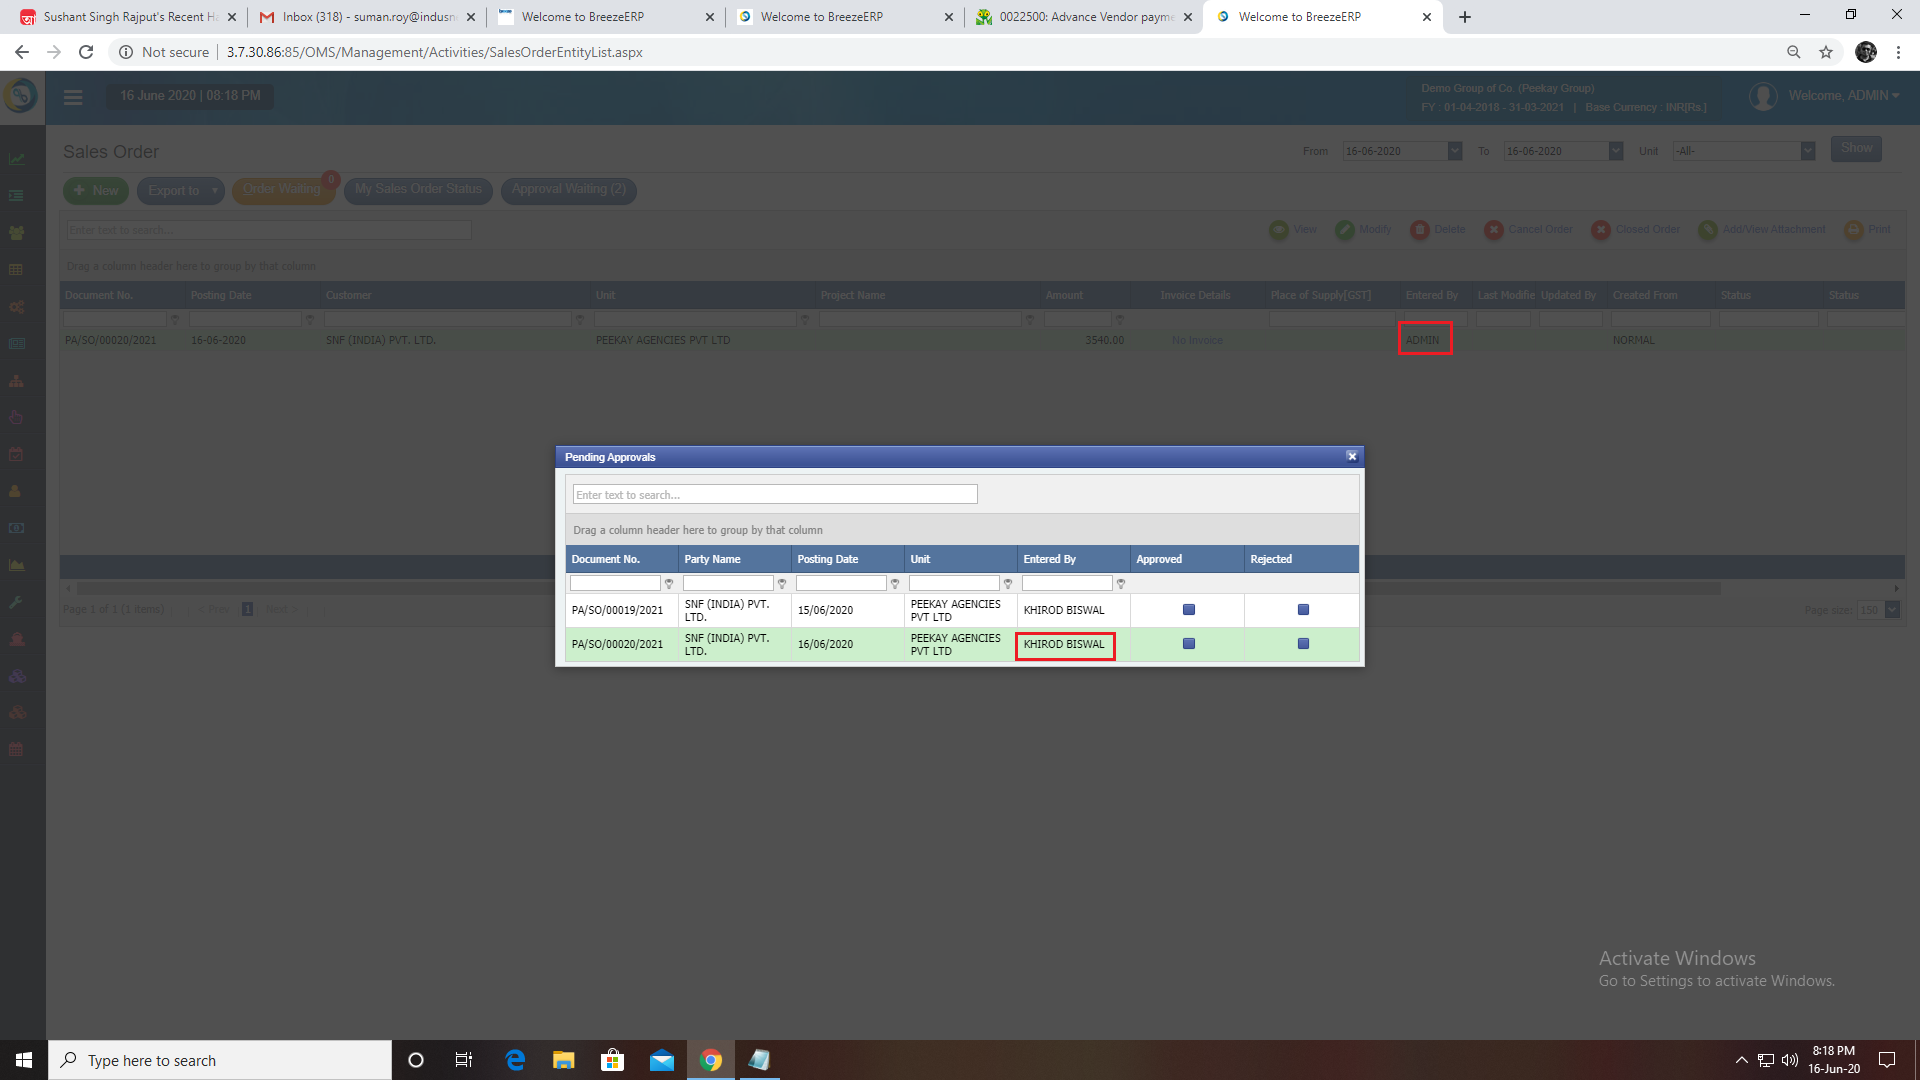 Sushant Singh Rajput's Recent Ha
Inbox (318) - suman.roy@indusn
Welcome to BreezeERP
Welcome to BreezeERP
0022500: Advance Vendor payme
Welcome to BreezeERP
Not secure
3.7.30.86:85/OMS/Management/Activities/SalesOrderEntityList.aspx
16 June 2020 | 08:18 PM
Demo Group of Co. (Peekay Group)
FY : 01-04-2018 - 31-03-2021 | Base Currency : INR[Rs.]
Welcome, ADMIN
Sales Order
From 16-06-2020 To 16-06-2020 Unit -All- Show
New Export to Order Waiting 0 My Sales Order Status Approval Waiting (2)
Enter text to search...
View Modify Delete Cancel Order Closed Order Add/View Attachment Print
Drag a column header here to group by that column
Document No. Posting Date Customer Unit Project Name Amount Invoice Details Place of Supply[GST] Entered By Last Modifie Updated By Created From Status Status
PA/SO/00020/2021 16-06-2020 SNF (INDIA) PVT. LTD. PEEKAY AGENCIES PVT LTD 3540.00 No Invoice ADMIN NORMAL
Pending Approvals
Enter text to search...
Drag a column header here to group by that column
Document No. Party Name Posting Date Unit Entered By Approved Rejected
PA/SO/00019/2021 SNF (INDIA) PVT. LTD. 15/06/2020 PEEKAY AGENCIES PVT LTD KHIROD BISWAL
PA/SO/00020/2021 SNF (INDIA) PVT. LTD. 16/06/2020 PEEKAY AGENCIES PVT LTD KHIROD BISWAL
Page 1 of 1 (1 Items) < Prev 1 Next >
Page size: 150
Activate Windows
Go to Settings to activate Windows.
Type here to search
8:18 PM
16-Jun-20